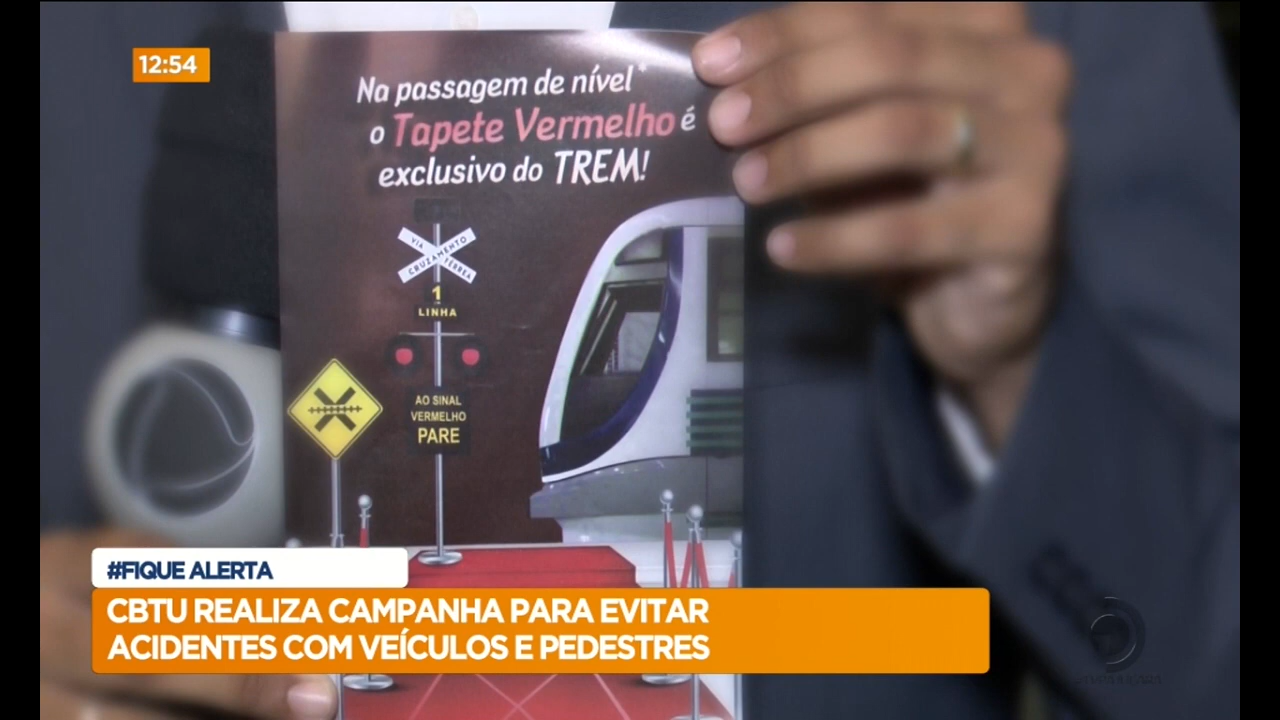 12:54
Na passagem de nível*
o Tapete Vermelho é
exclusivo do TREM!
VIA
CRUZAMENTO
FÉRREA
1
LINHA
AO SINAL
VERMELHO
PARE
#FIQUE ALERTA
CBTU REALIZA CAMPANHA PARA EVITAR
ACIDENTES COM VEÍCULOS E PEDESTRES